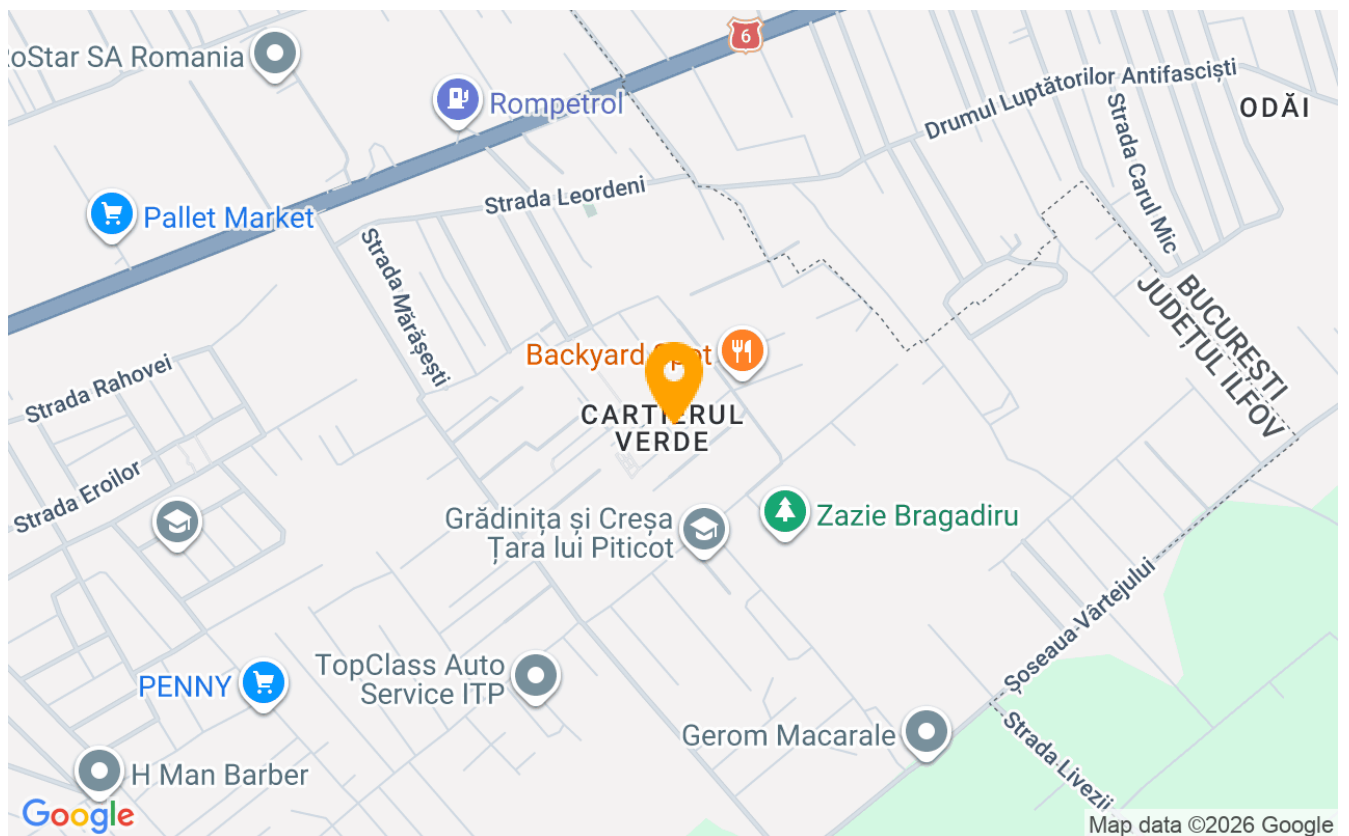 oStar SA Romania
6
Rompetrol
Drumul Luptătorilor Antifasciști
ODĂI
Strada Carul Mic
Pallet Market
Strada Leordeni
Strada Mărășești
BUCUREȘTI
JUDEȚUL ILFOV
Backyard Spot
Strada Rahovei
CARTIERUL
VERDE
Strada Eroilor
Grădinița și Creșa
Țara lui Piticot
Zazie Bragadiru
Șoseaua Vârtejului
TopClass Auto
Service ITP
PENNY
Gerom Macarale
Strada Livezii
H Man Barber
Google
Map data ©2026 Google